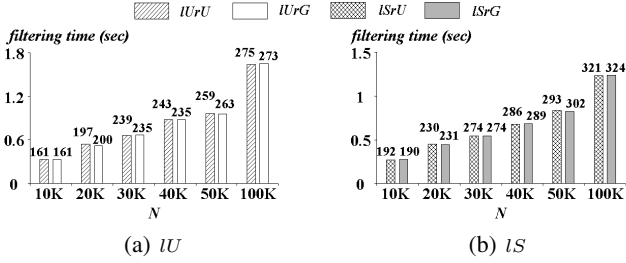 lUrU lUrG lSrU lSrG
filtering time (sec)
1.8
1.2
0.6
0
161 161
197 200
239 235
243 235
259 263
275 273
10K 20K 30K 40K 50K 100K
N
(a) lU
filtering time (sec)
1.5
1
0.5
0
192 190
230 231
274 274
286 289
293 302
321 324
10K 20K 30K 40K 50K 100K
N
(b) lS